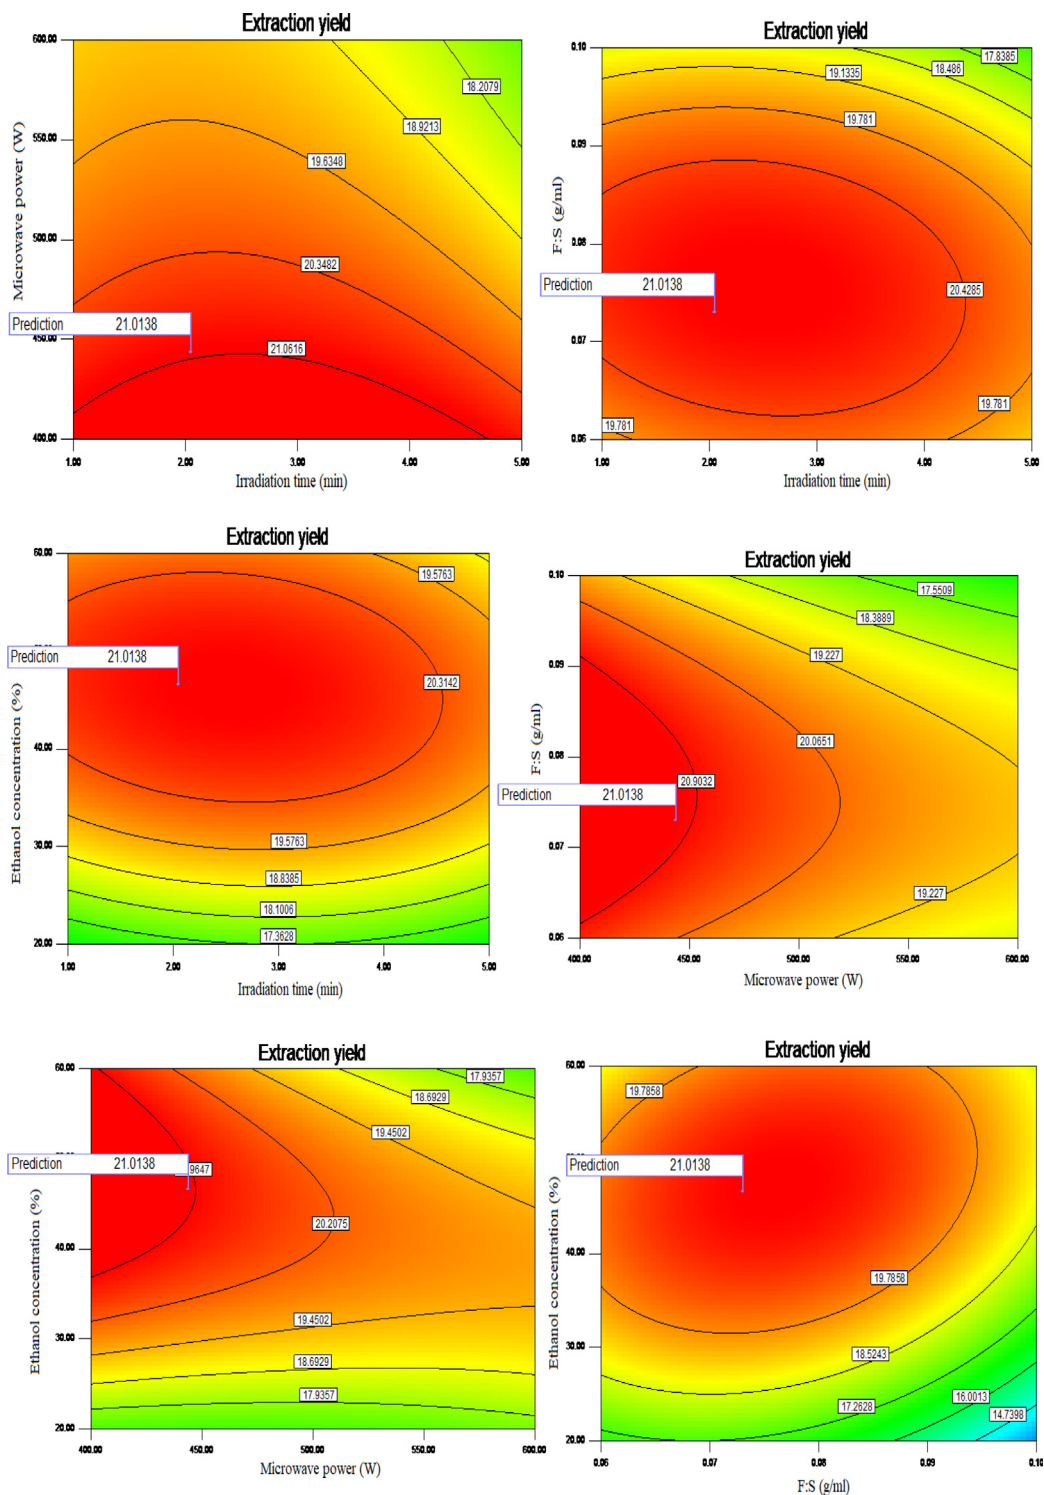 Extraction yield
600.00
18.2079
18.9213
550.00
19.6348
Microwave power (W)
500.00
20.3482
Prediction 21.0138
450.00
21.0616
400.00
1.00 2.00 3.00 4.00 5.00
Irradiation time (min)
Extraction yield
0.10
17.8385
18.486
19.1335
19.781
0.09
F:S (g/ml)
0.08
Prediction 21.0138
20.4285
0.07
19.781
19.781
0.06
1.00 2.00 3.00 4.00 5.00
Irradiation time (min)
Extraction yield
60.00
19.5763
Prediction 21.0138
20.3142
Ethanol concentration (%)
40.00
30.00
19.5763
18.8385
18.1006
17.3628
20.00
1.00 2.00 3.00 4.00 5.00
Irradiation time (min)
Extraction yield
0.10
17.5509
18.3889
19.227
0.09
F:S (g/ml)
0.08
20.0651
20.9032
Prediction 21.0138
0.07
19.227
0.06
400.00 450.00 500.00 550.00 600.00
Microwave power (W)
Extraction yield
60.00
17.9357
18.6929
19.4502
Prediction 21.0138
9647
20.2075
Ethanol concentration (%)
40.00
30.00
19.4502
18.6929
17.9357
20.00
400.00 450.00 500.00 550.00 600.00
Microwave power (W)
Extraction yield
60.00
19.7858
Prediction 21.0138
Ethanol concentration (%)
40.00
19.7858
30.00
18.5243
17.2628
16.0013
14.7398
20.00
0.06 0.07 0.08 0.09 0.10
F:S (g/ml)